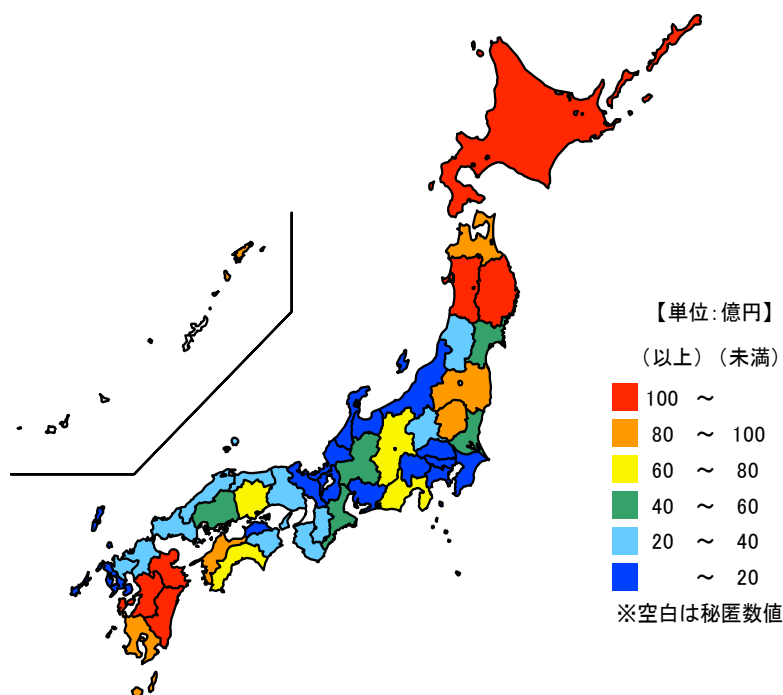 【単位:億円】
(以上)(未満)
100 ～
80 ～ 100
60 ～ 80
40 ～ 60
20 ～ 40
～ 20
※空白は秘匿数値